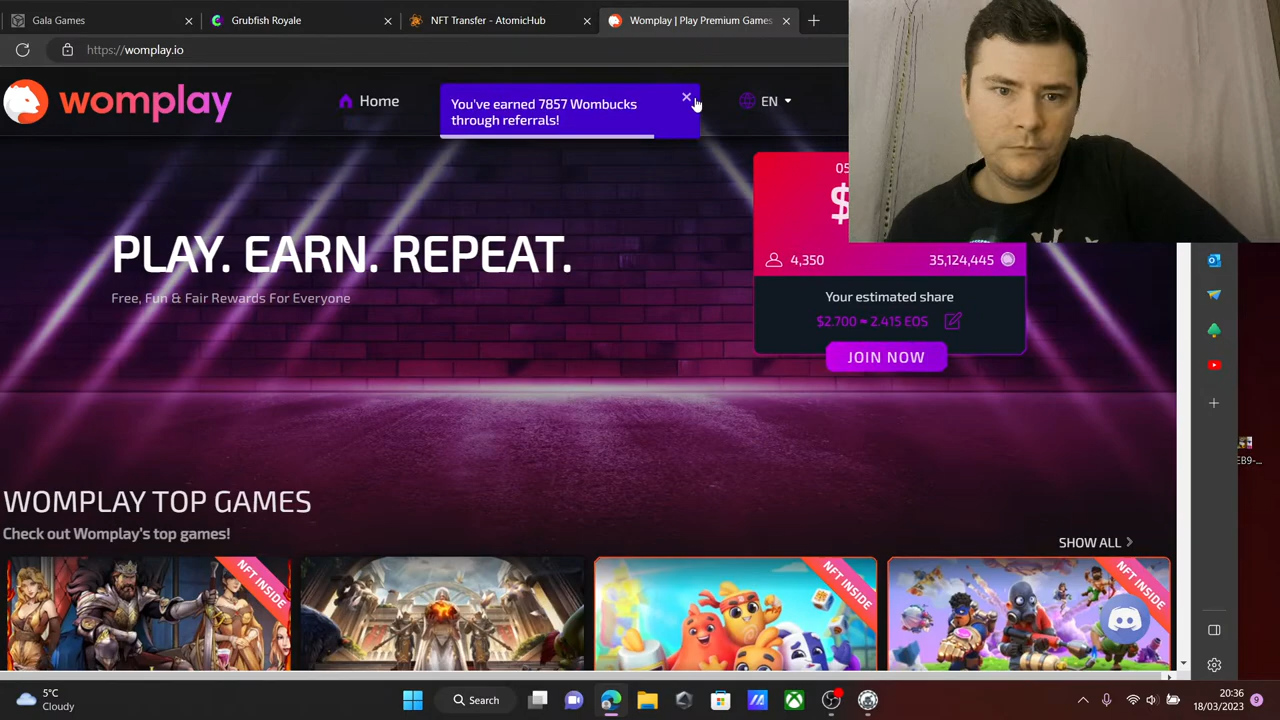 Gala Games
Grubfish Royale
NFT Transfer - AtomicHub
Womplay | Play Premium Games
https://womplay.io
womplay
Home
You've earned 7857 Wombucks
through referrals!
EN
05
$
4,350
35,124,445
PLAY. EARN. REPEAT.
Free, Fun & Fair Rewards For Everyone
Your estimated share
$2.700 ≈ 2.415 EOS
JOIN NOW
WOMPLAY TOP GAMES
Check out Womplay's top games!
SHOW ALL
NFT INSIDE
NFT INSIDE
NFT INSIDE
EB9-...
5°C
Cloudy
Search
20:36
18/03/2023
9